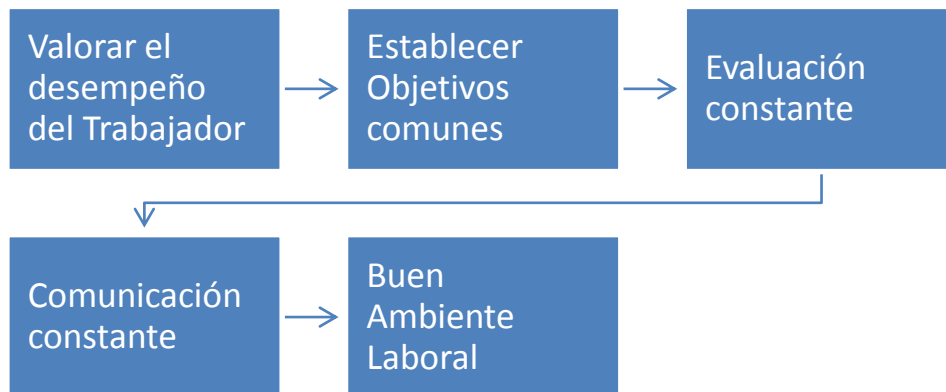 Valorar el
desempeño
del Trabajador
Establecer
Objetivos
comunes
Evaluación
constante
Comunicación
constante
Buen
Ambiente
Laboral